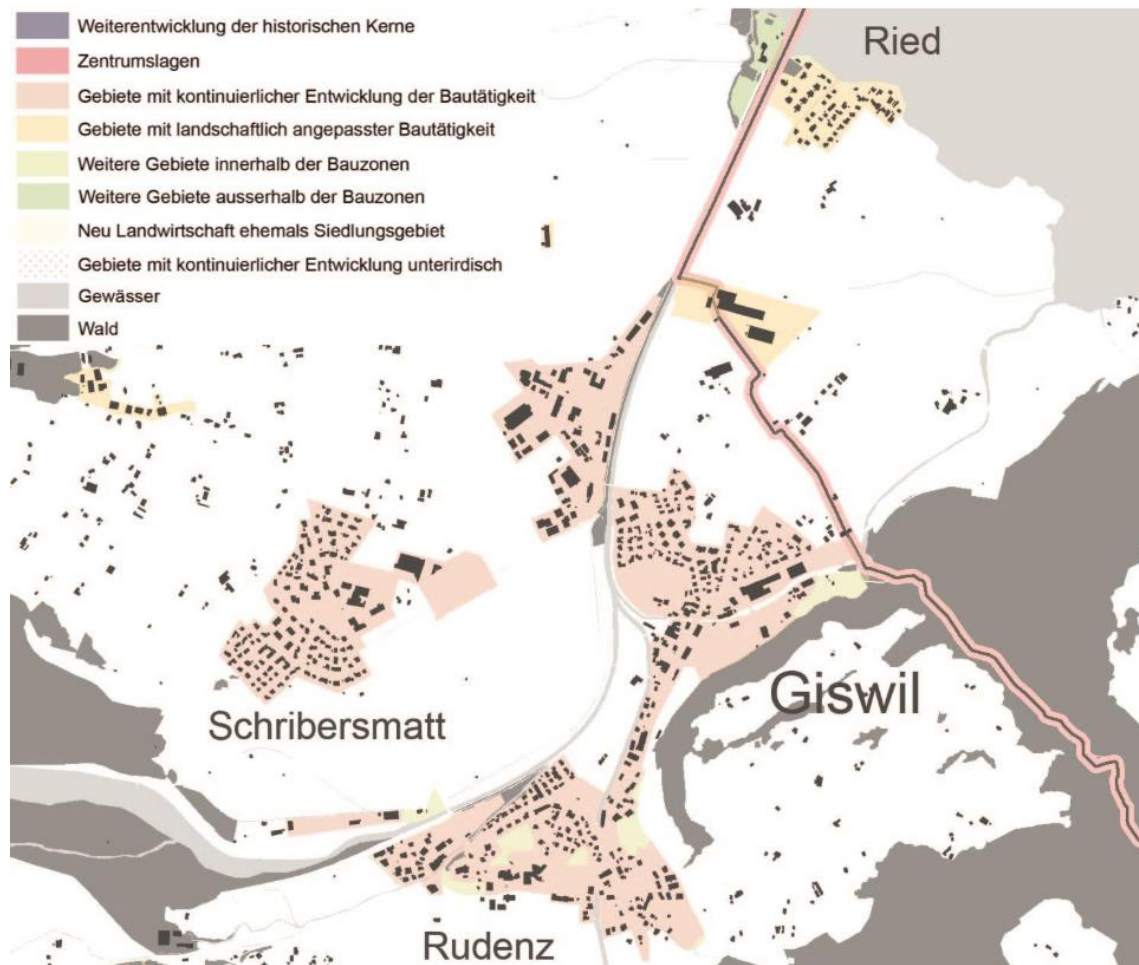 Weiterentwicklung der historischen Kerne
Zentrumslagen
Gebiete mit kontinuierlicher Entwicklung der Bautätigkeit
Gebiete mit landschaftlich angepasster Bautätigkeit
Weitere Gebiete innerhalb der Bauzonen
Weitere Gebiete ausserhalb der Bauzonen
Neu Landwirtschaft ehemals Siedlungsgebiet
Gebiete mit kontinuierlicher Entwicklung unterirdisch
Gewässer
Wald
Ried
Giswil
Schribersmatt
Rudenz